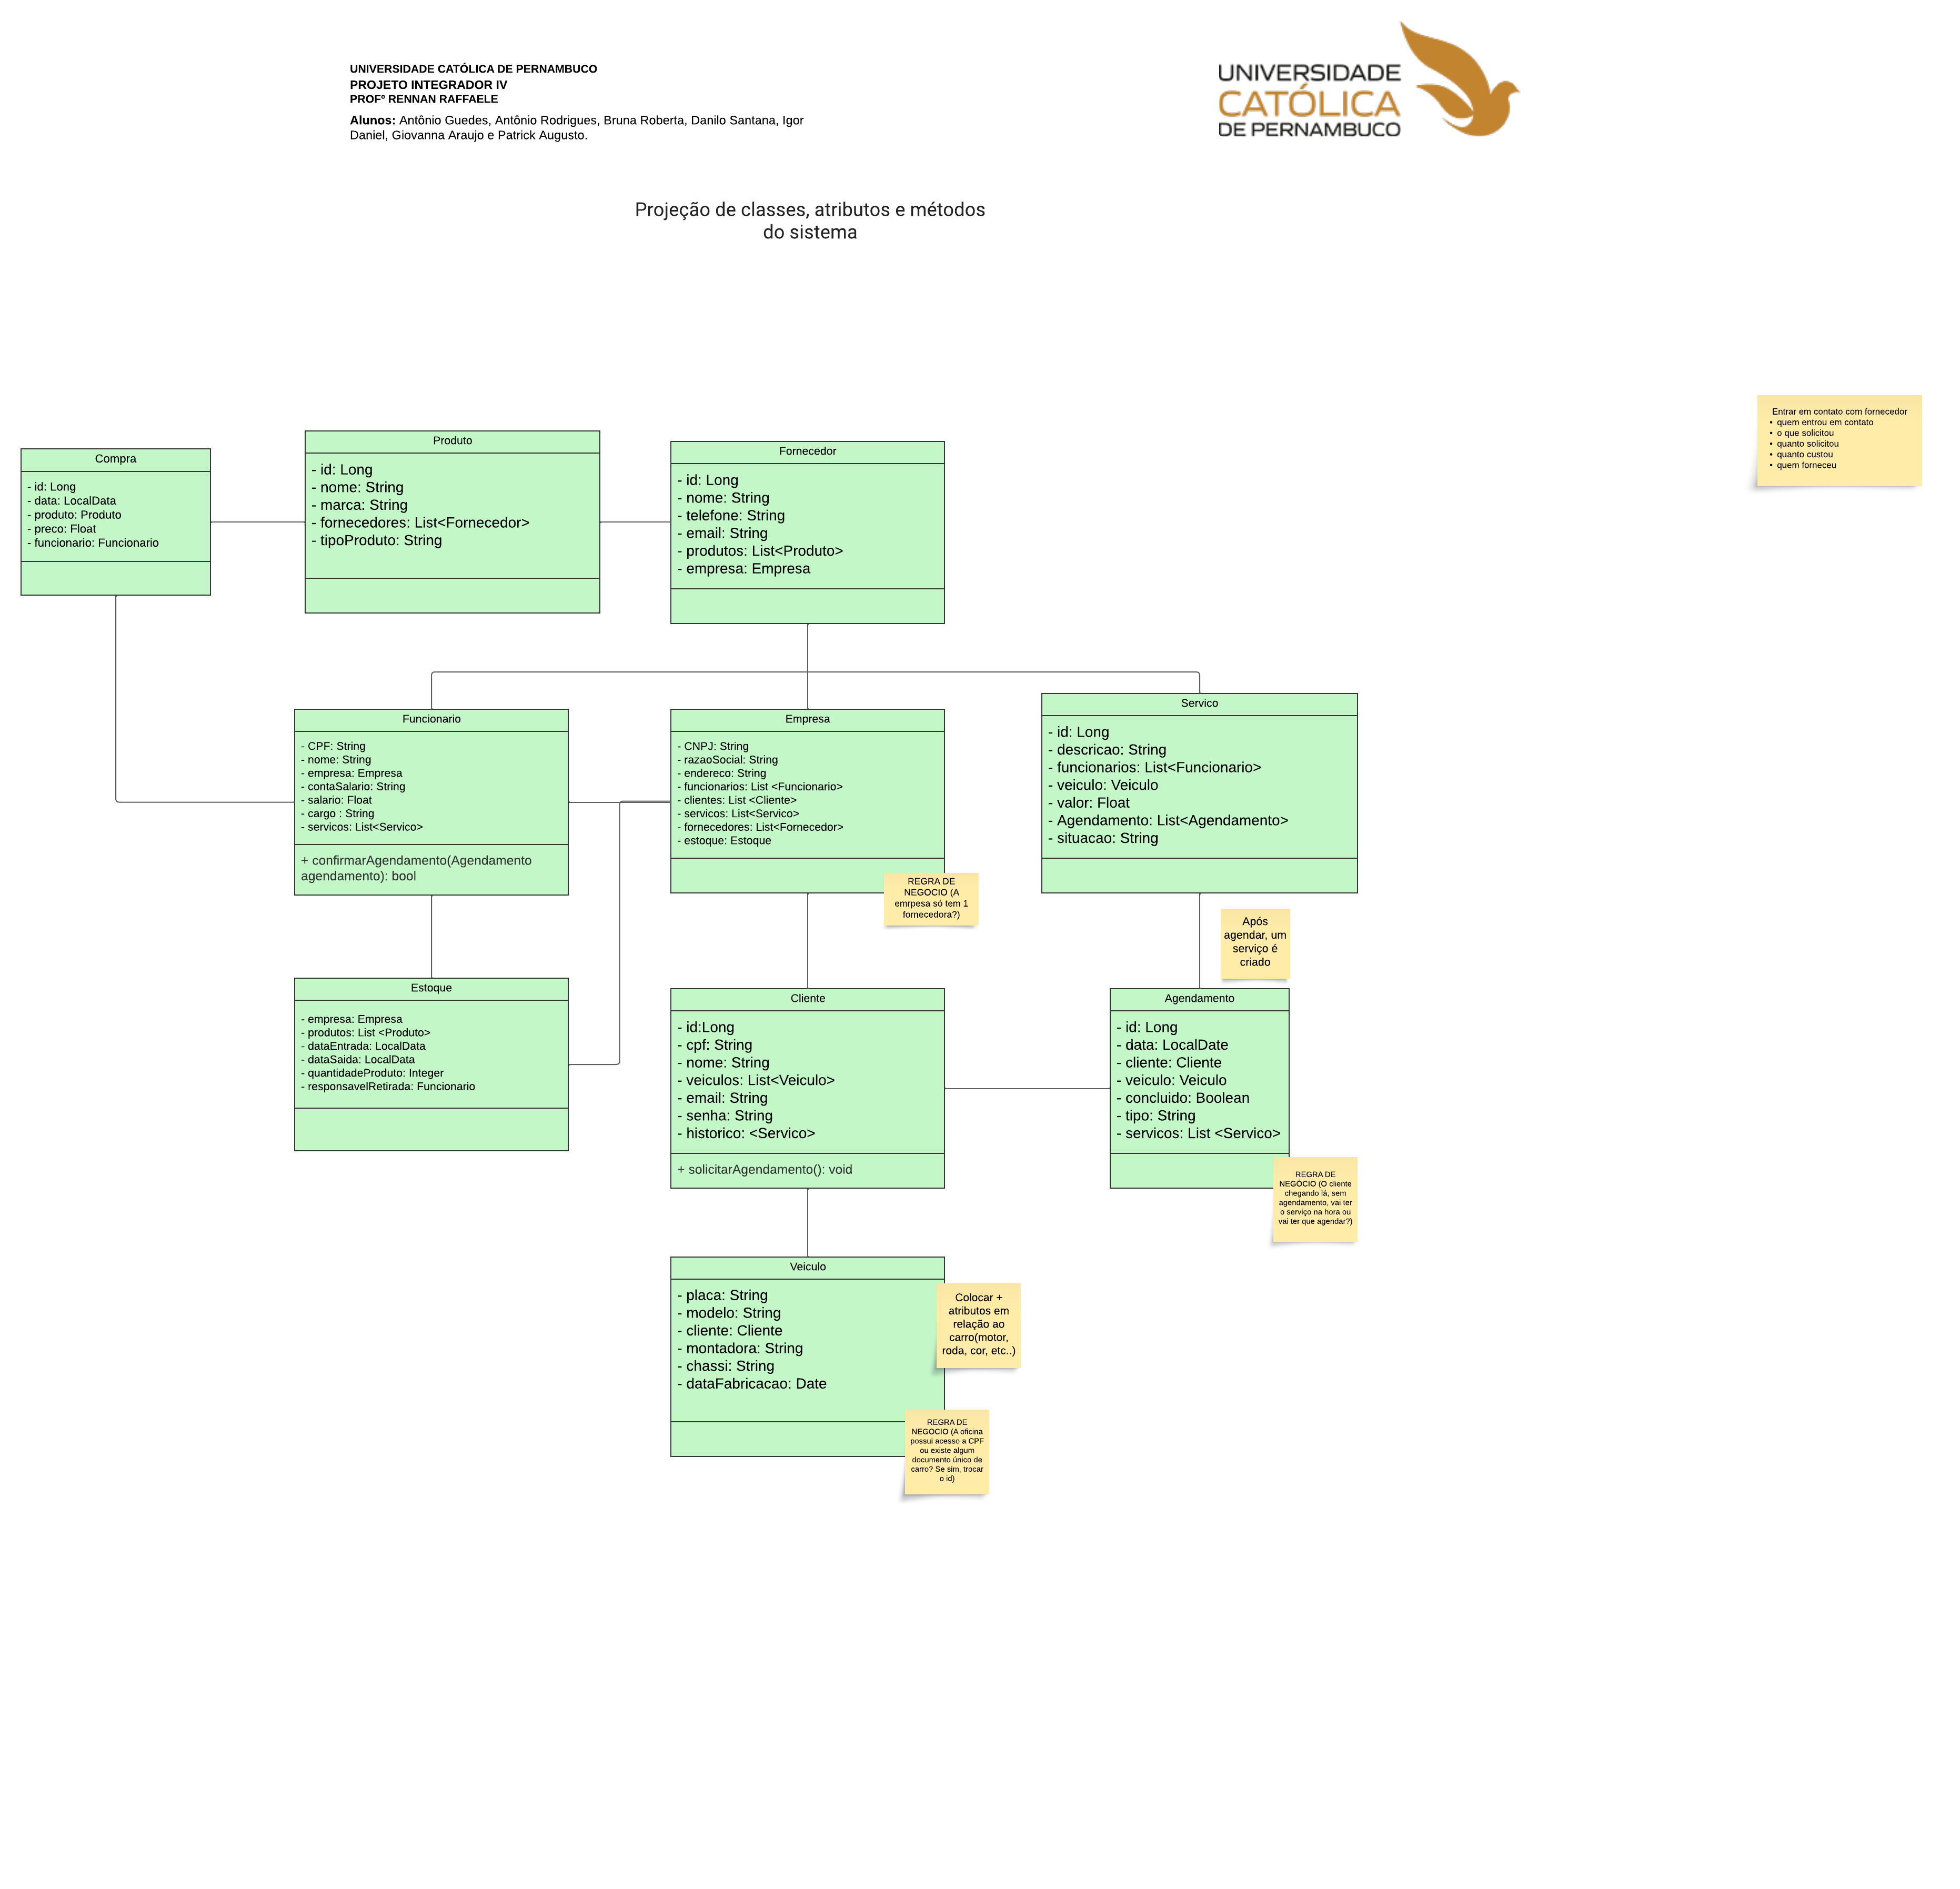 UNIVERSIDADE CATÓLICA DE PERNAMBUCO
PROJETO INTEGRADOR IV
PROFº RENNAN RAFFAELE
Alunos: Antônio Guedes, Antônio Rodrigues, Bruna Roberta, Danilo Santana, Igor
Daniel, Giovanna Araujo e Patrick Augusto.
UNIVERSIDADE
CATÓLICA
DE PERNAMBUCO
Projeção de classes, atributos e métodos
do sistema
Entrar em contato com fornecedor
• quem entrou em contato
• o que solicitou
• quanto solicitou
• quanto custou
• quem forneceu
Compra
- id: Long
- data: LocalData
- produto: Produto
- preco: Float
- funcionario: Funcionario
Produto
- id: Long
- nome: String
- marca: String
- fornecedores: List<Fornecedor>
- tipoProduto: String
Fornecedor
- id: Long
- nome: String
- telefone: String
- email: String
- produtos: List<Produto>
- empresa: Empresa
Funcionario
- CPF: String
- nome: String
- empresa: Empresa
- contaSalario: String
- salario: Float
- cargo : String
- servicos: List<Servico>
+ confirmarAgendamento(Agendamento
agendamento): bool
Empresa
- CNPJ: String
- razaoSocial: String
- endereco: String
- funcionarios: List <Funcionario>
- clientes: List <Cliente>
- servicos: List<Servico>
- fornecedores: List<Fornecedor>
- estoque: Estoque
REGRA DE
NEGOCIO (A
emrpesa só tem 1
fornecedora?)
Servico
- id: Long
- descricao: String
- funcionarios: List<Funcionario>
- veiculo: Veiculo
- valor: Float
- Agendamento: List<Agendamento>
- situacao: String
Após
agendar, um
serviço é
criado
Estoque
- empresa: Empresa
- produtos: List <Produto>
- dataEntrada: LocalData
- dataSaida: LocalData
- quantidadeProduto: Integer
- responsavelRetirada: Funcionario
Cliente
- id:Long
- cpf: String
- nome: String
- veiculos: List<Veiculo>
- email: String
- senha: String
- historico: <Servico>
+ solicitarAgendamento(): void
Agendamento
- id: Long
- data: LocalDate
- cliente: Cliente
- veiculo: Veiculo
- concluido: Boolean
- tipo: String
- servicos: List <Servico>
REGRA DE
NEGÓCIO (O cliente
chegando lá, sem
agendamento, vai ter
o serviço na hora ou
vai ter que agendar?)
Veiculo
- placa: String
- modelo: String
- cliente: Cliente
- montadora: String
- chassi: String
- dataFabricacao: Date
Colocar +
atributos em
relação ao
carro(motor,
roda, cor, etc..)
REGRA DE
NEGOCIO (A oficina
possui acesso a CPF
ou existe algum
documento único de
carro? Se sim, trocar
o id)